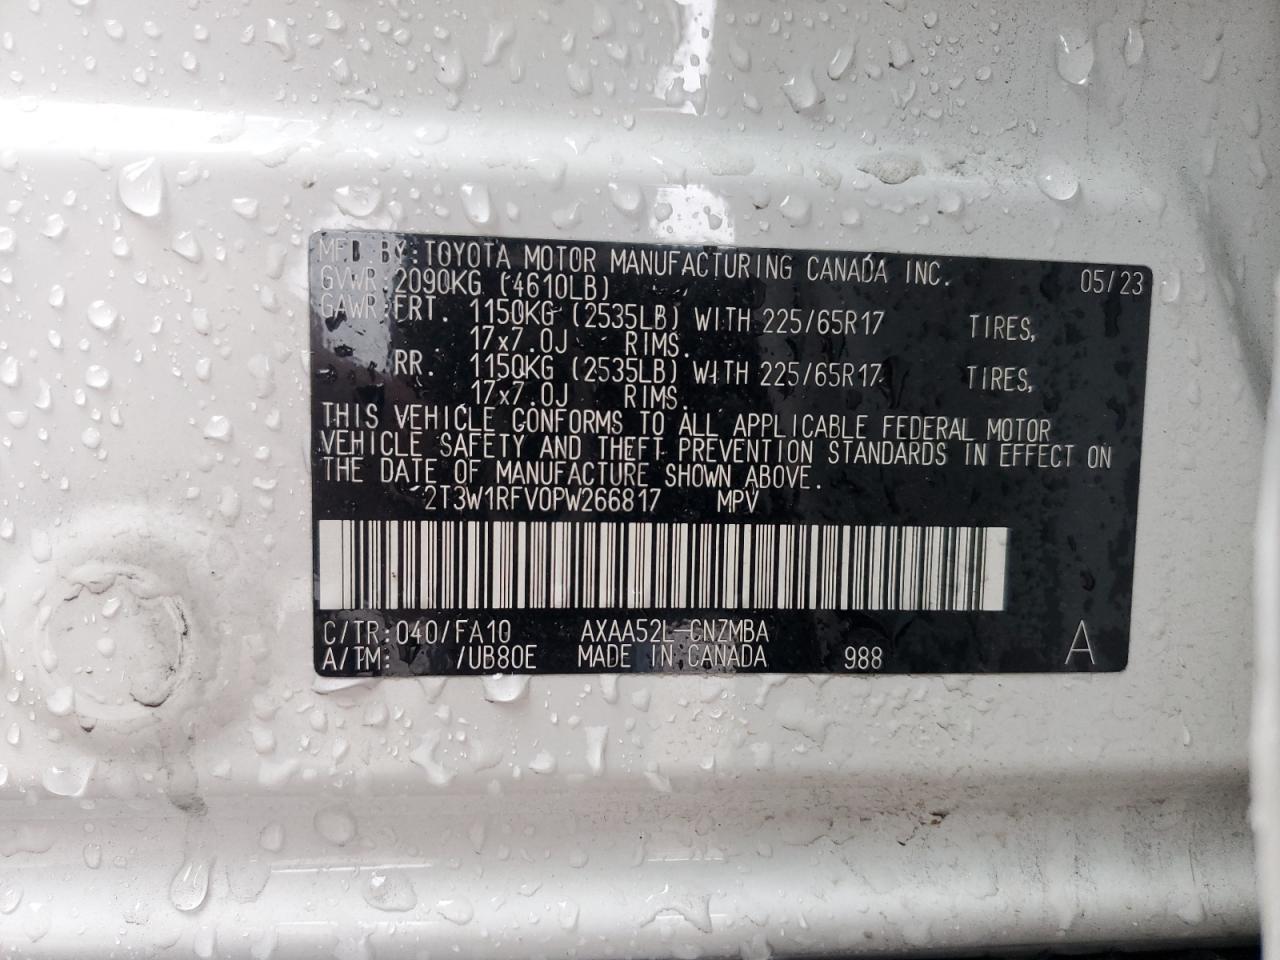 MFD BY:TOYOTA MOTOR MANUFACTURING CANADA INC. 05/23
GVWR:2090KG (4610LB)
GAWR:FRT. 1150KG (2535LB) WITH 225/65R17 TIRES,
17x7.0J RIMS.
RR. 1150KG (2535LB) WITH 225/65R17 TIRES,
17x7.0J RIMS.
THIS VEHICLE CONFORMS TO ALL APPLICABLE FEDERAL MOTOR
VEHICLE SAFETY AND THEFT PREVENTION STANDARDS IN EFFECT ON
THE DATE OF MANUFACTURE SHOWN ABOVE.
2T3W1RFV0PW266817 MPV
C/TR:040/FA10 AXAA52L-CNZMBA
A/TM: /UB80E MADE IN CANADA 988 A